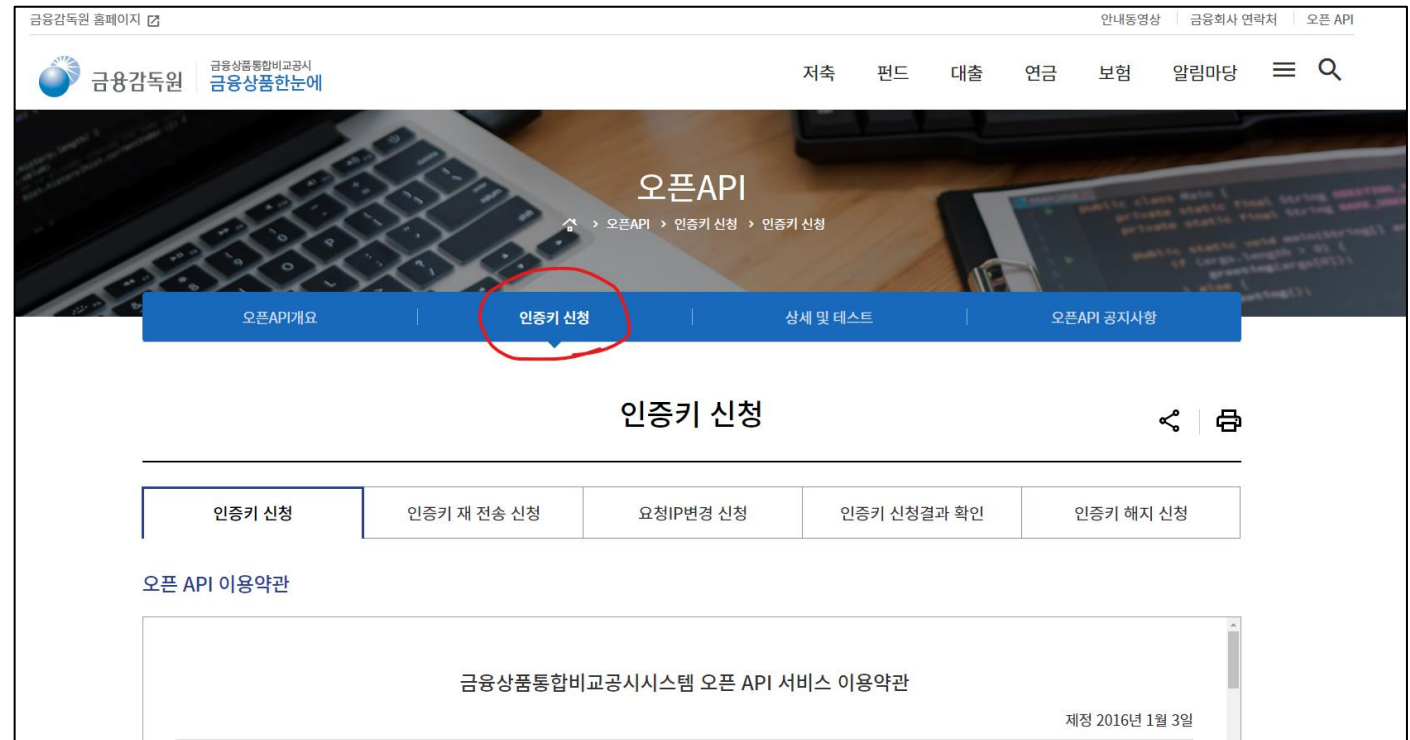 금융감독원 홈페이지
안내동영상 금융회사 연락처 오픈 API
금융감독원
금융상품통합비교공시
금융상품한눈에
저축 펀드 대출 연금 보험 알림마당
오픈API
> 오픈API > 인증키 신청 > 인증키 신청
오픈API개요 인증키 신청 상세 및 테스트 오픈API 공지사항
인증키 신청
인증키 신청 인증키 재 전송 신청 요청IP변경 신청 인증키 신청결과 확인 인증키 해지 신청
오픈 API 이용약관
금융상품통합비교공시시스템 오픈 API 서비스 이용약관
제정 2016년 1월 3일